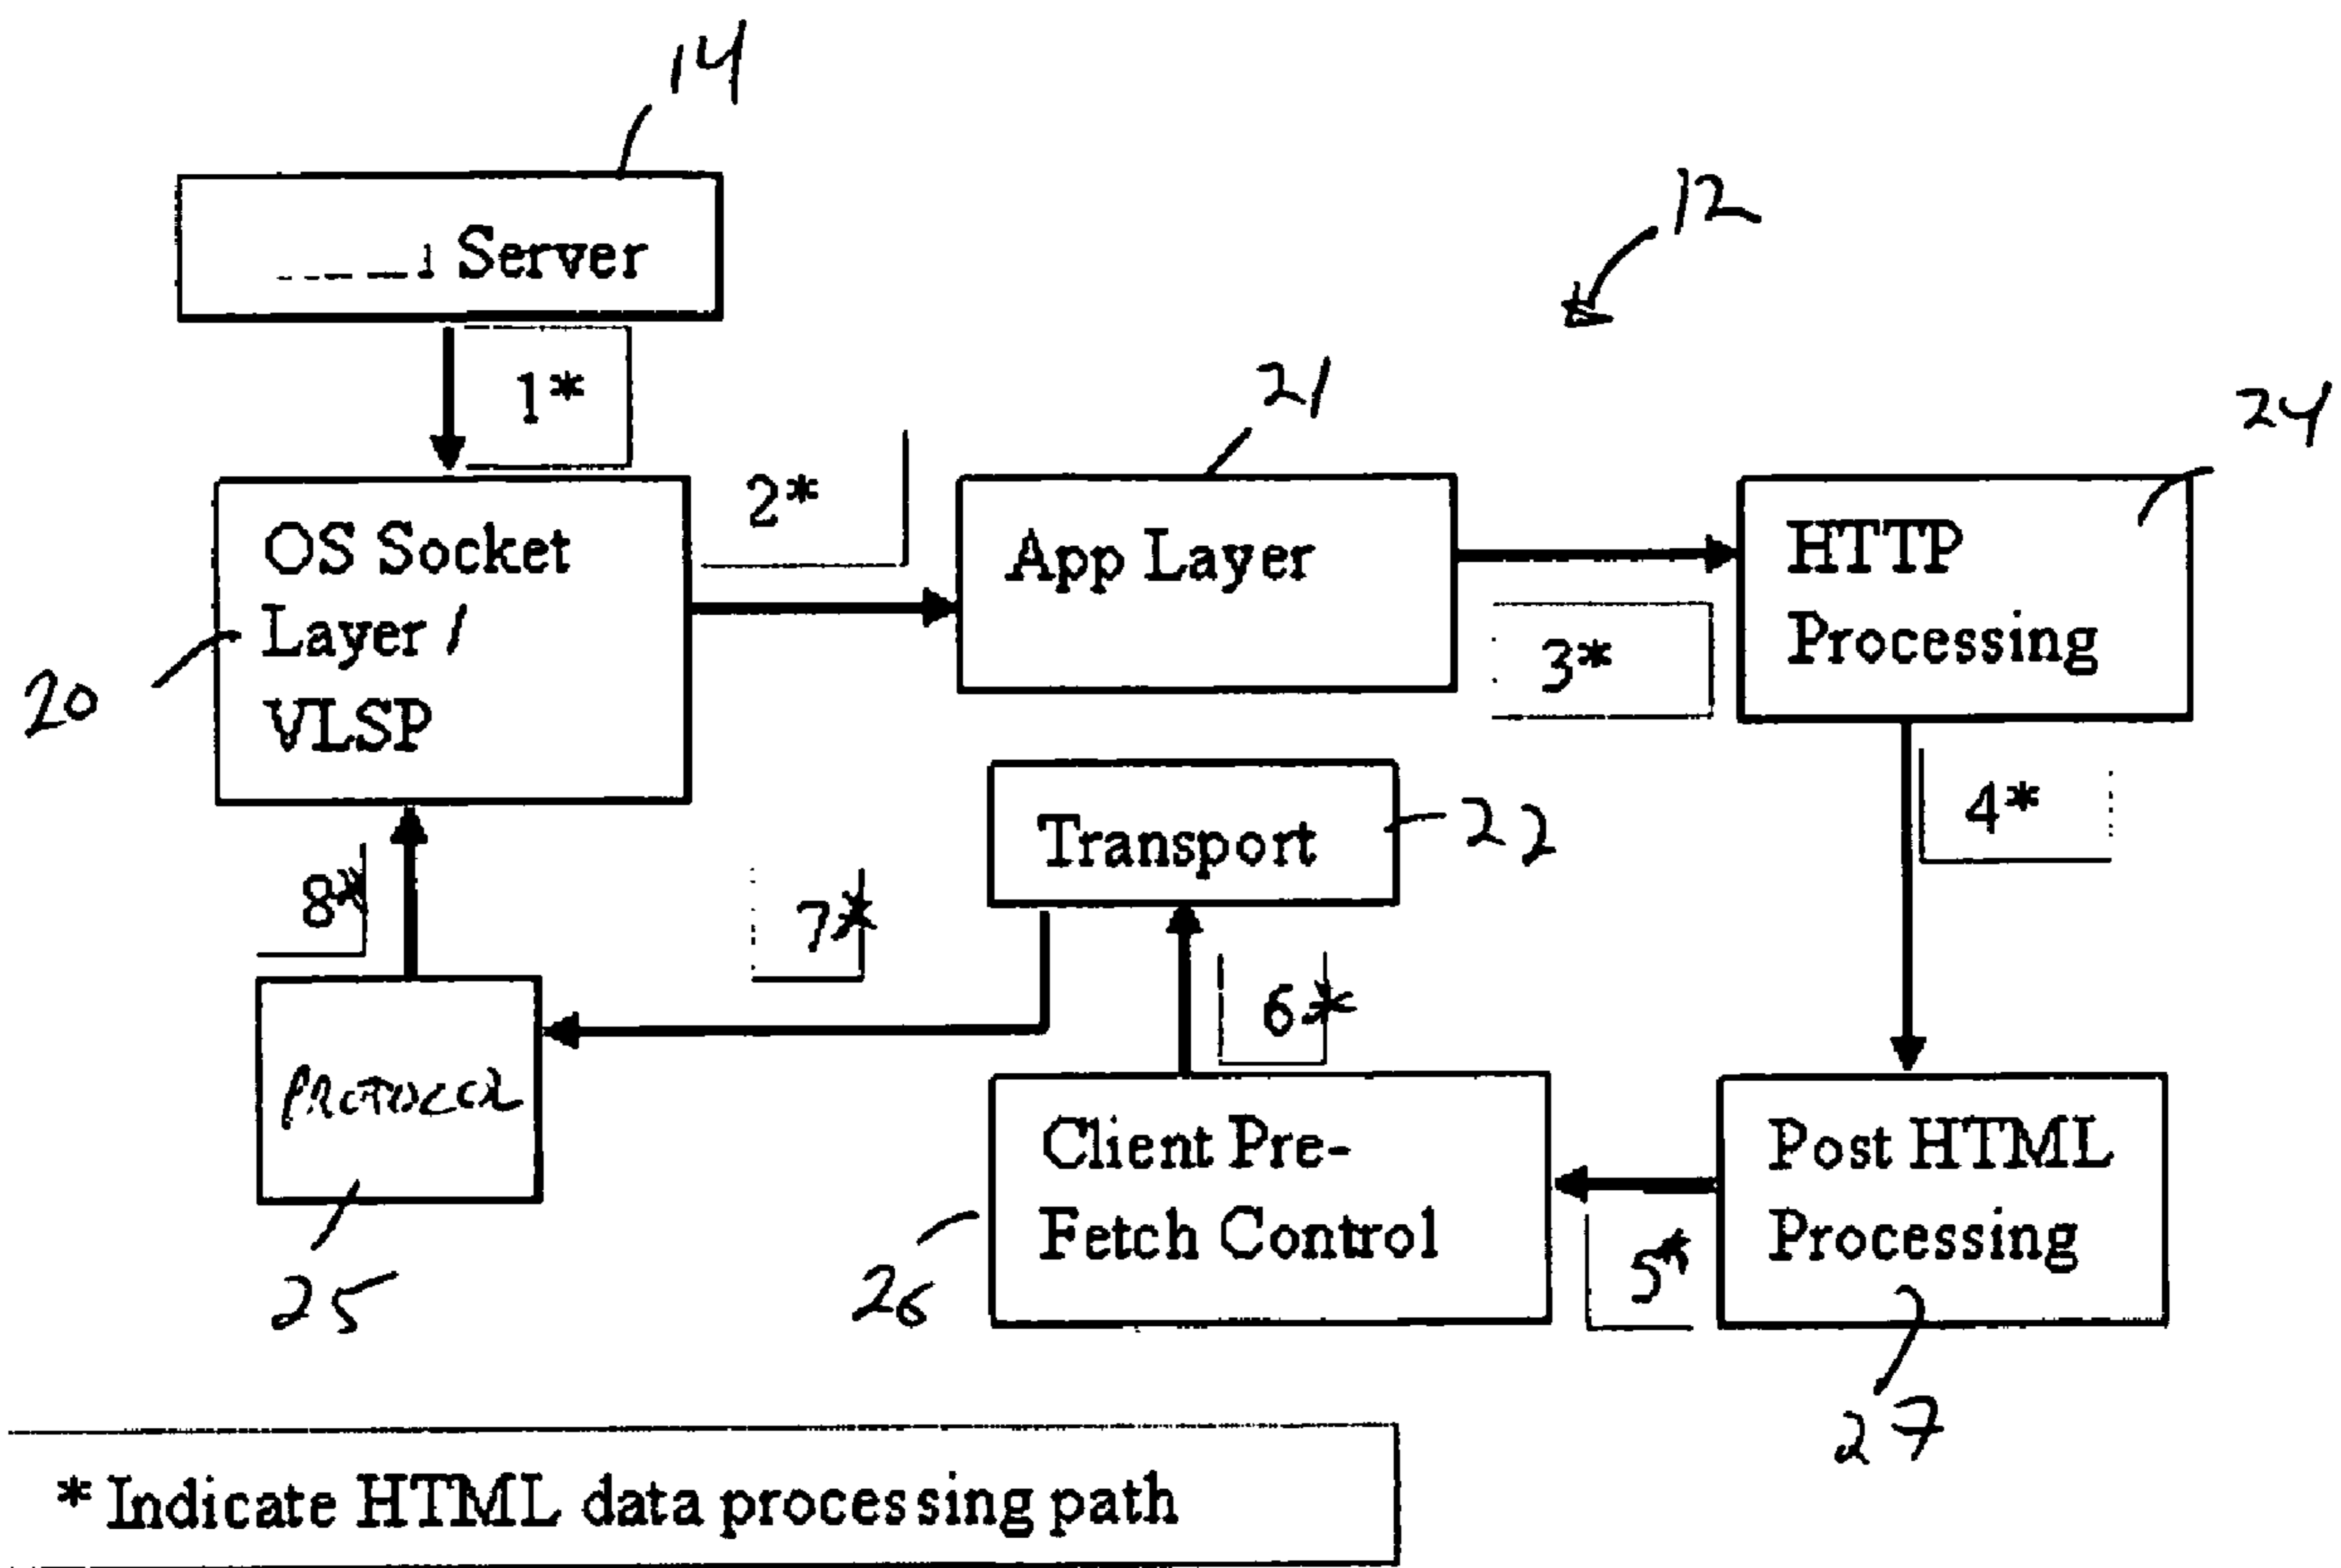 14
Server
12
1*
21
24
2*
OS Socket
Layer /
VLSP
20
App Layer
HTTP
Processing
3*
Transport
22
4*
8*
7*
6*
PROTOCOL
25
Client Pre-
Fetch Control
26
5*
Post HTML
Processing
27
* Indicate HTML data processing path